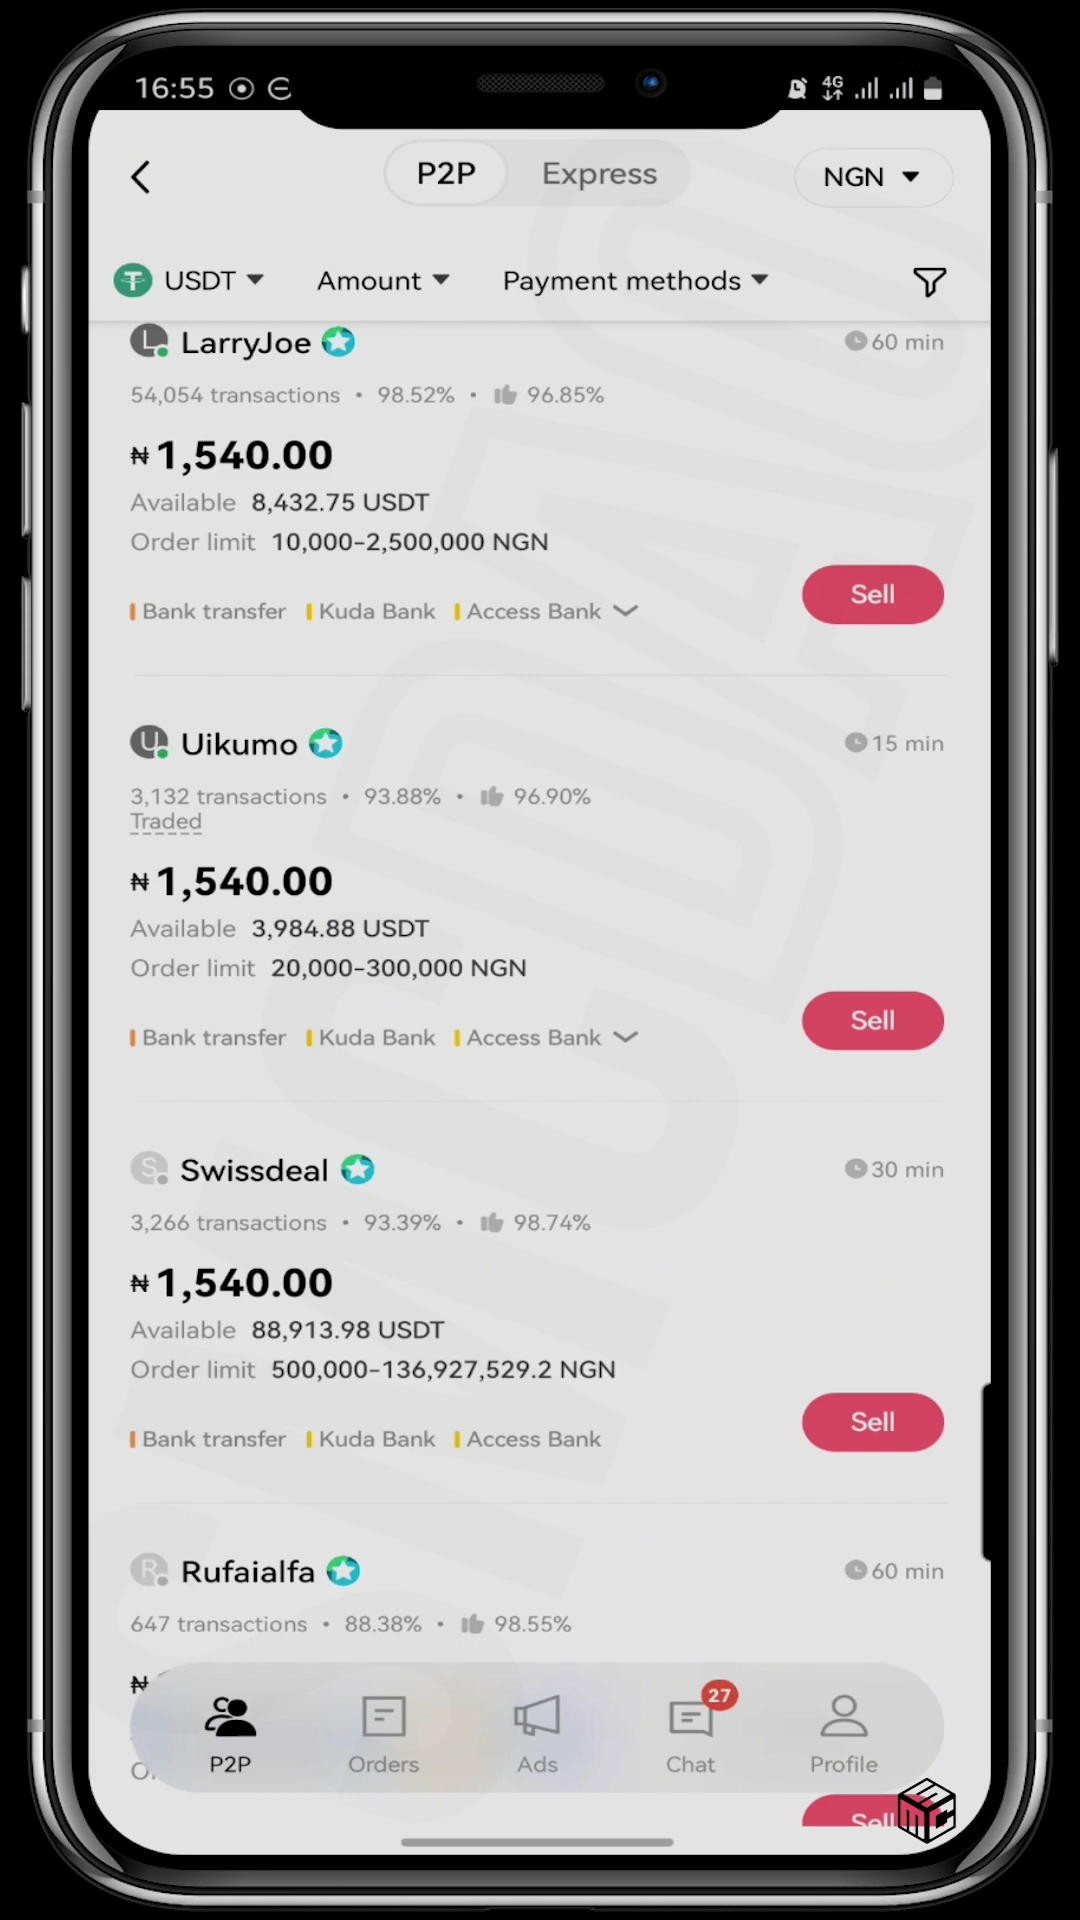 16:55
4G
P2P Express NGN
USDT Amount Payment methods
LarryJoe 60 min
54,054 transactions • 98.52% • 96.85%
₦ 1,540.00
Available 8,432.75 USDT
Order limit 10,000-2,500,000 NGN
Bank transfer Kuda Bank Access Bank
Sell
Uikumo 15 min
3,132 transactions • 93.88% • 96.90%
Traded
₦ 1,540.00
Available 3,984.88 USDT
Order limit 20,000-300,000 NGN
Bank transfer Kuda Bank Access Bank
Sell
Swissdeal 30 min
3,266 transactions • 93.39% • 98.74%
₦ 1,540.00
Available 88,913.98 USDT
Order limit 500,000-136,927,529.2 NGN
Bank transfer Kuda Bank Access Bank
Sell
Rufaialfa 60 min
647 transactions • 88.38% • 98.55%
₦
27
P2P Orders Ads Chat Profile
Sell